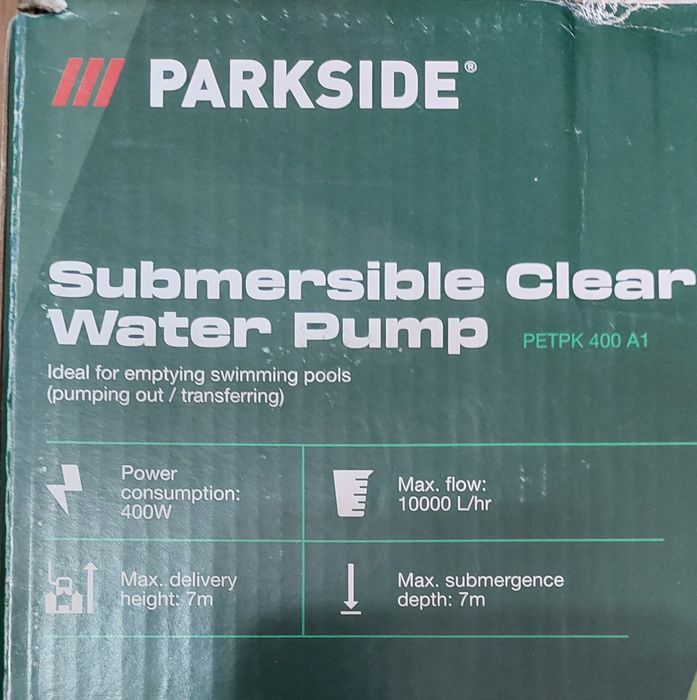 PARKSIDE®
Submersible Clear
Water Pump PETPK 400 A1
Ideal for emptying swimming pools
(pumping out / transferring)
Power
consumption:
400W
Max. flow:
10000 L/hr
Max. delivery
height: 7m
Max. submergence
depth: 7m